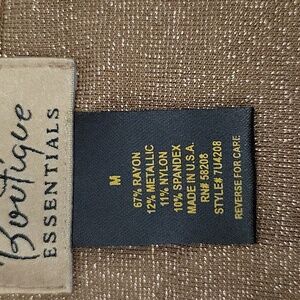 Boutique
ESSENTIALS
M
67% RAYON
12% METALLIC
11% NYLON
10% SPANDEX
MADE IN U.S.A.
RN# 58208
STYLE# 7U4208
REVERSE FOR CARE